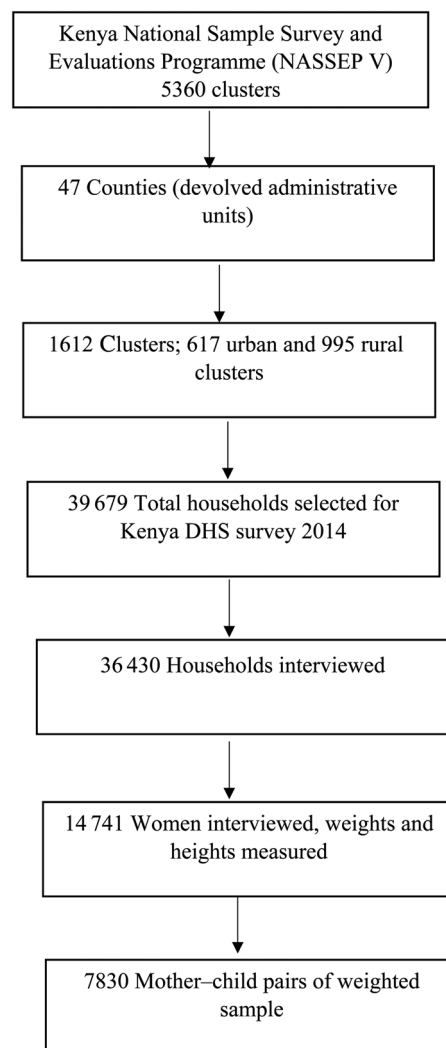 Kenya National Sample Survey and
Evaluations Programme (NASSEP V)
5360 clusters
47 Counties (devolved administrative
units)
1612 Clusters; 617 urban and 995 rural
clusters
39 679 Total households selected for
Kenya DHS survey 2014
36 430 Households interviewed
14 741 Women interviewed, weights and
heights measured
7830 Mother–child pairs of weighted
sample